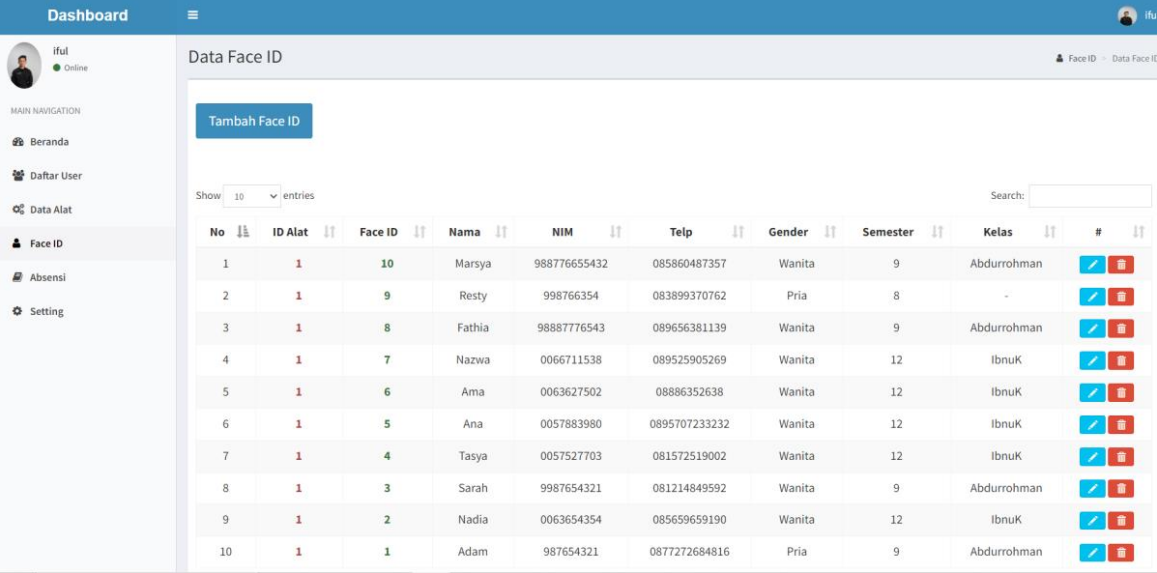 Dashboard
iful
iful
Online
Data Face ID
Face ID > Data Face ID
MAIN NAVIGATION
Beranda
Daftar User
Data Alat
Face ID
Absensi
Setting
Tambah Face ID
Show 10 entries
Search:
No ID Alat Face ID Nama NIM Telp Gender Semester Kelas #
1 1 10 Marsya 988776655432 085860487357 Wanita 9 Abdurrohman
2 1 9 Resty 998766354 083899370762 Pria 8 -
3 1 8 Fathia 98887776543 089656381139 Wanita 9 Abdurrohman
4 1 7 Nazwa 0066711538 089525905269 Wanita 12 IbnuK
5 1 6 Ama 0063627502 08886352638 Wanita 12 IbnuK
6 1 5 Ana 0057883980 0895707233232 Wanita 12 IbnuK
7 1 4 Tasya 0057527703 081572519002 Wanita 12 IbnuK
8 1 3 Sarah 9987654321 081214849592 Wanita 9 Abdurrohman
9 1 2 Nadia 0063654354 085659659190 Wanita 12 IbnuK
10 1 1 Adam 987654321 0877272684816 Pria 9 Abdurrohman